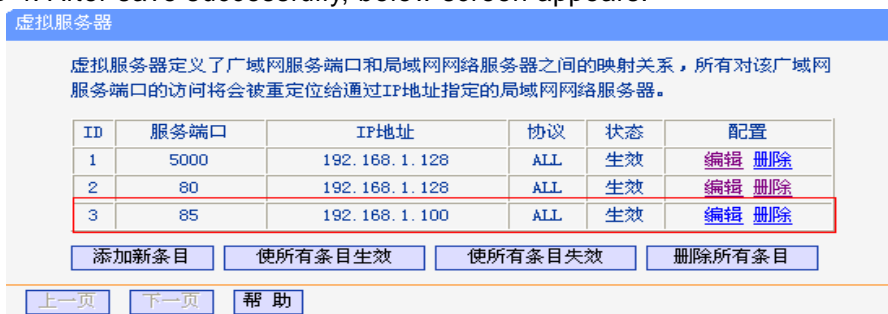 4. After save successfully, below screen appears:
虚拟服务器
虚拟服务器定义了广域网服务端口和局域网网络服务器之间的映射关系，所有对该广域网
服务端口的访问将会被重定位给通过IP地址指定的局域网网络服务器。
ID 服务端口 IP地址 协议 状态 配置
1 5000 192.168.1.128 ALL 生效 编辑 删除
2 80 192.168.1.128 ALL 生效 编辑 删除
3 85 192.168.1.100 ALL 生效 编辑 删除
添加新条目 使所有条目生效 使所有条目失效 删除所有条目
上一页 下一页 帮 助